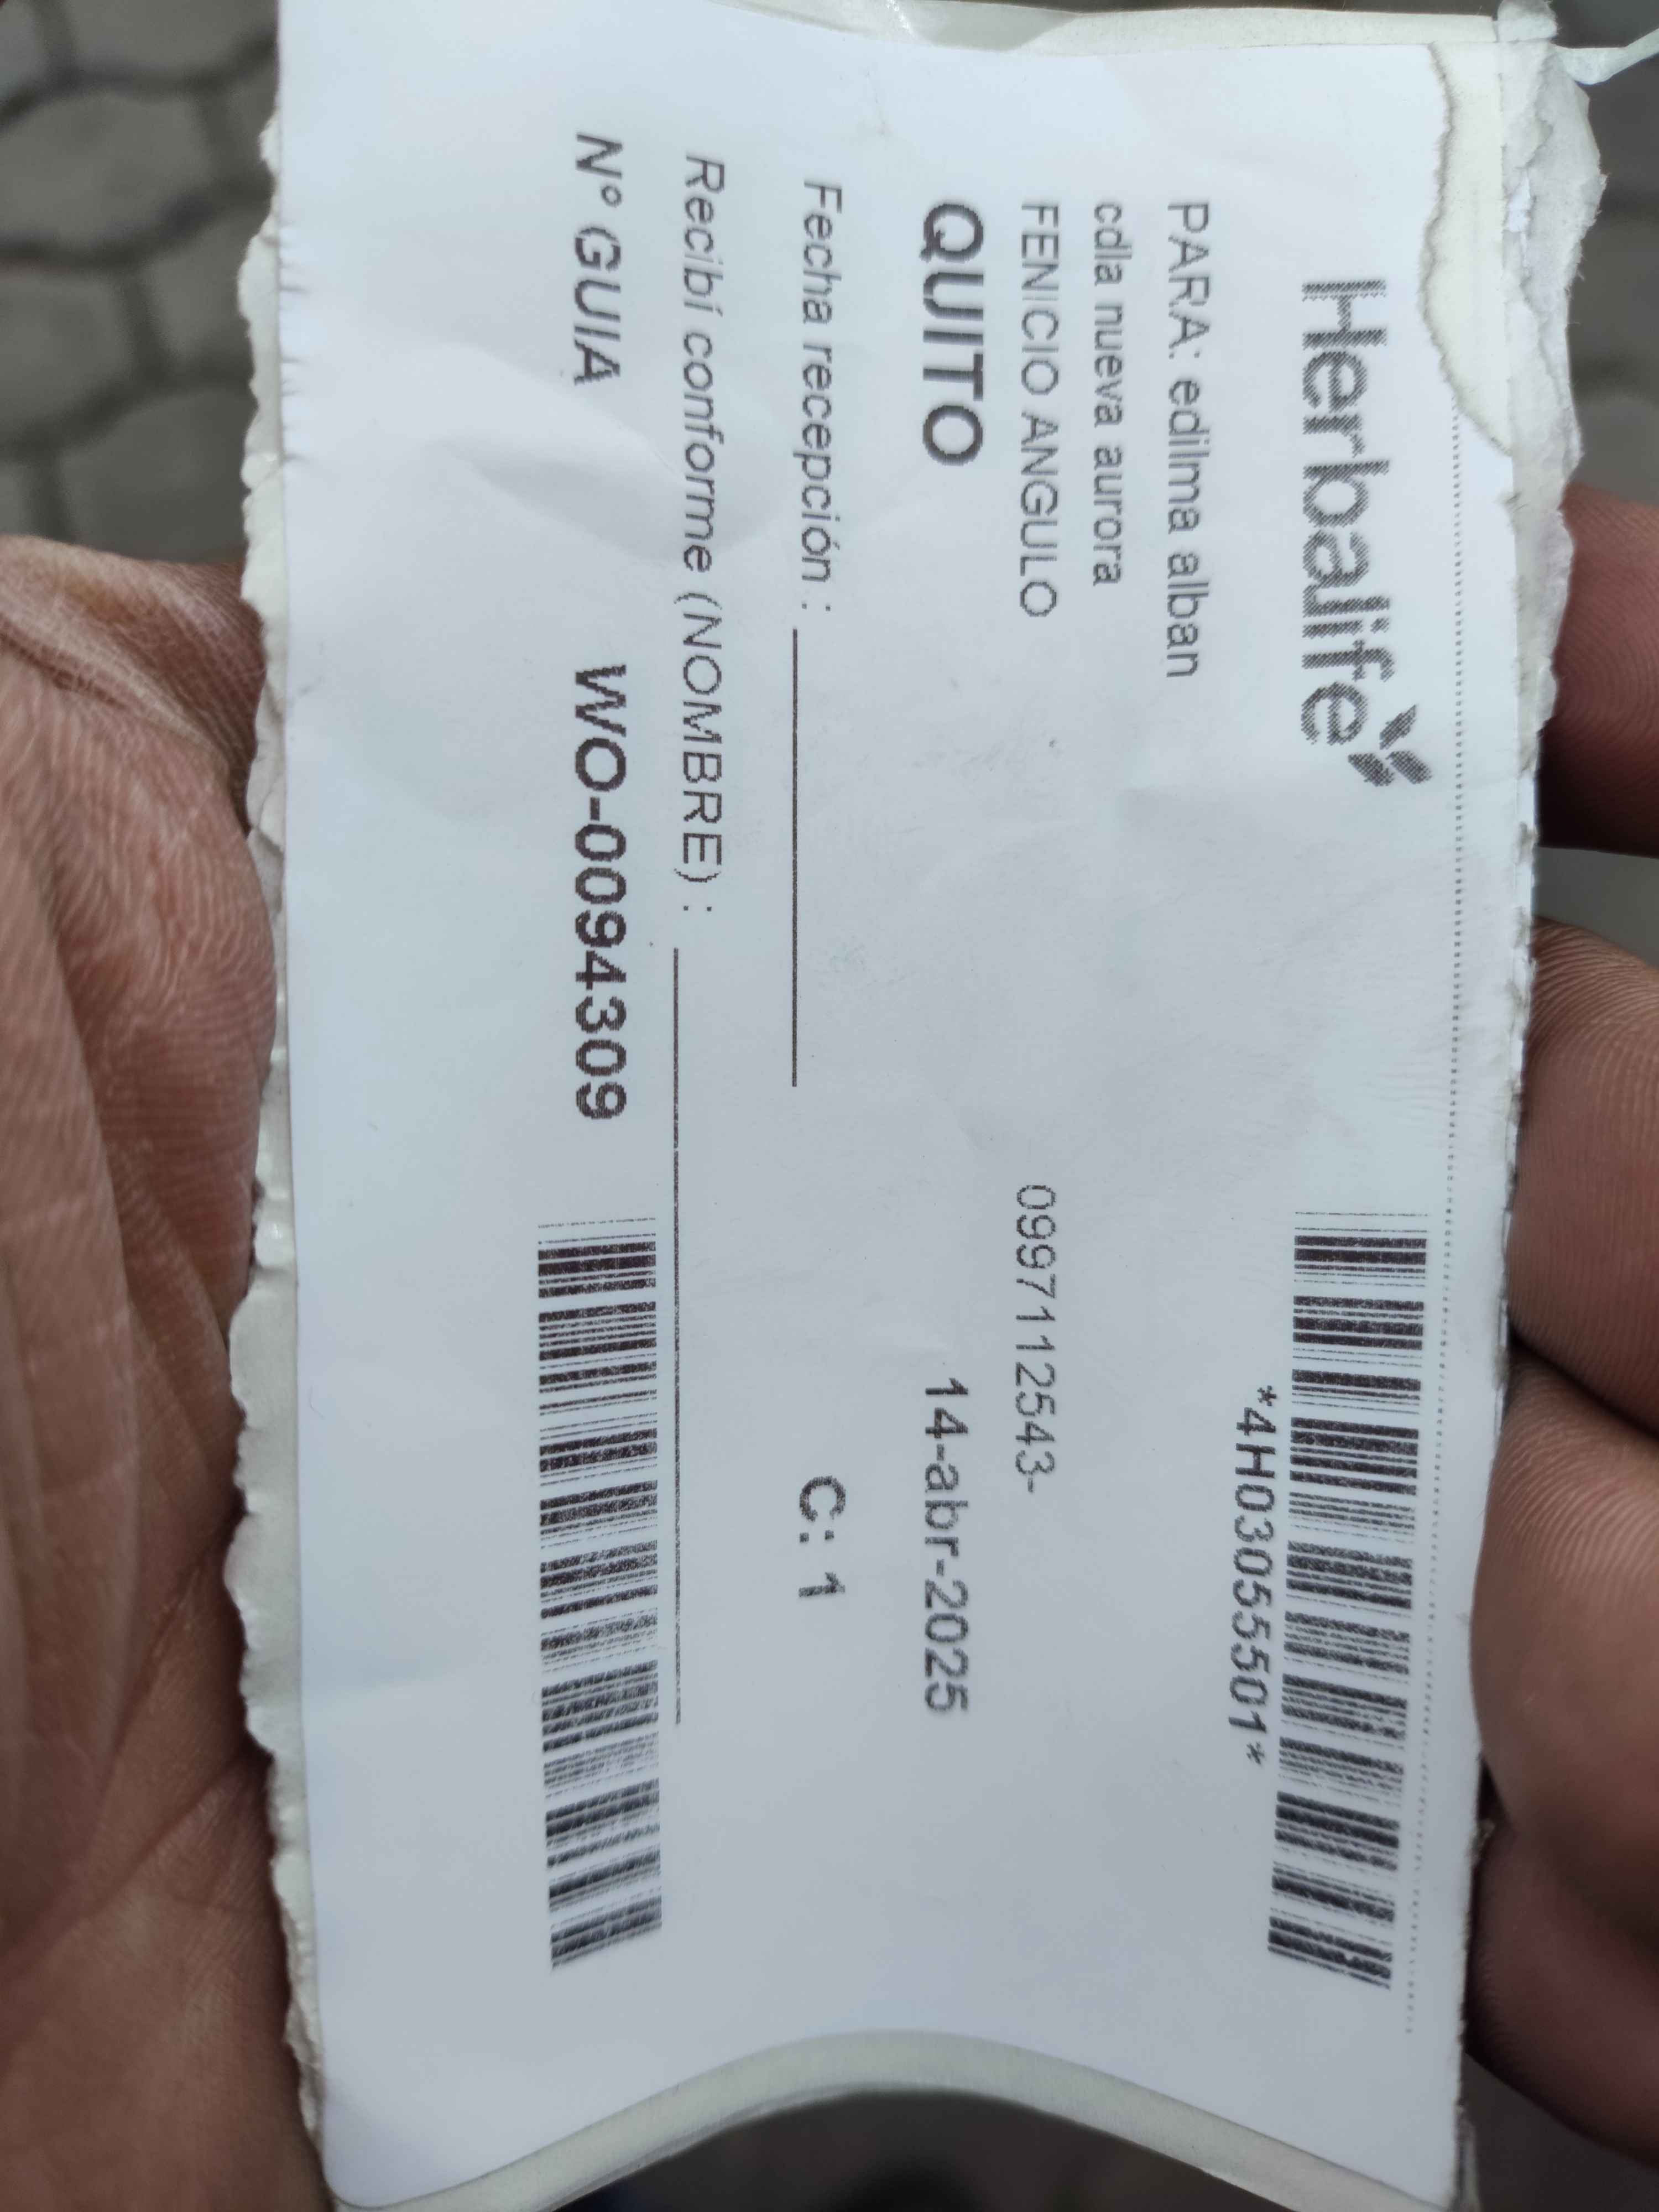 Herbalife
*4H03055501*
PARA: edilma alban
cdla nueva aurora
FENICIO ANGULO 0997112543-
QUITO 14-abr-2025
Fecha recepción : C: 1
Recibí conforme (NOMBRE) :
N° GUIA WO-0094309